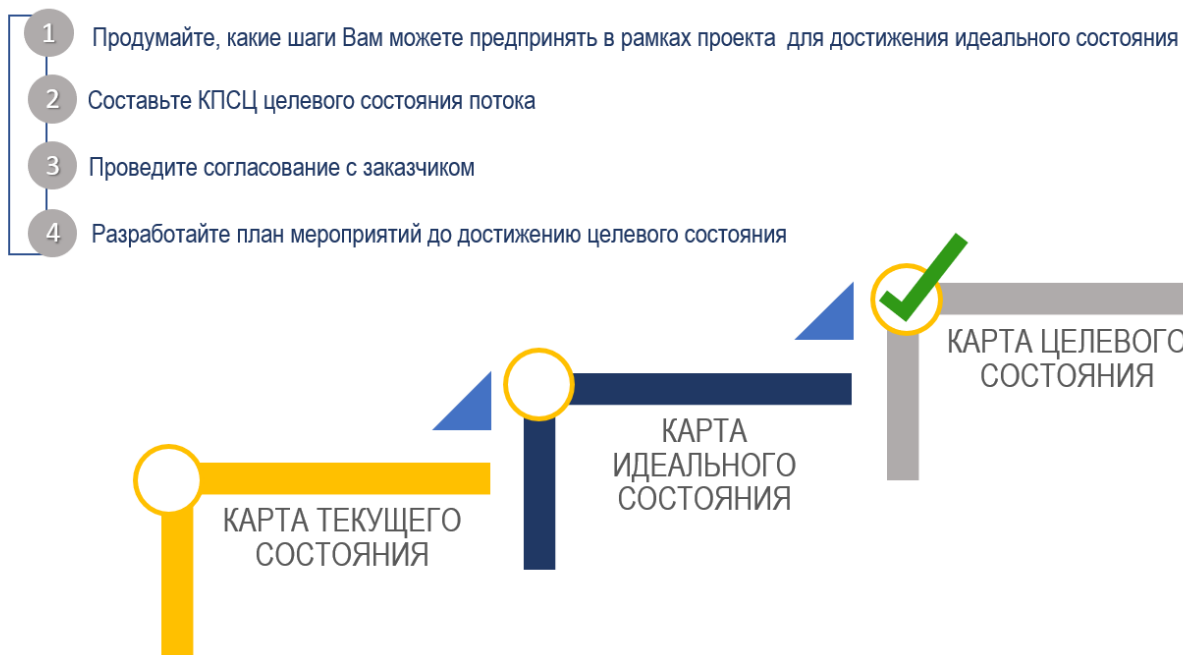 1 Продумайте, какие шаги Вам можете предпринять в рамках проекта для достижения идеального состояния
2 Составьте КПСЦ целевого состояния потока
3 Проведите согласование с заказчиком
4 Разработайте план мероприятий до достижению целевого состояния
КАРТА ЦЕЛЕВОГО
СОСТОЯНИЯ
КАРТА
ИДЕАЛЬНОГО
СОСТОЯНИЯ
КАРТА ТЕКУЩЕГО
СОСТОЯНИЯ